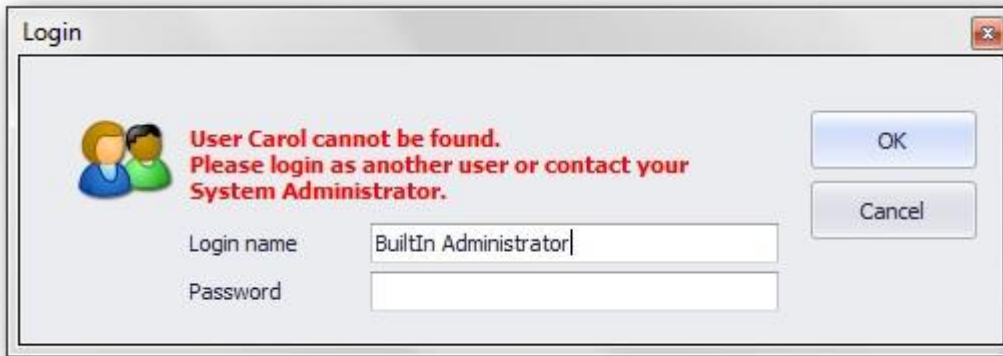 Login
User Carol cannot be found.
Please login as another user or contact your
System Administrator.
OK
Cancel
Login name
BuiltIn Administrator
Password